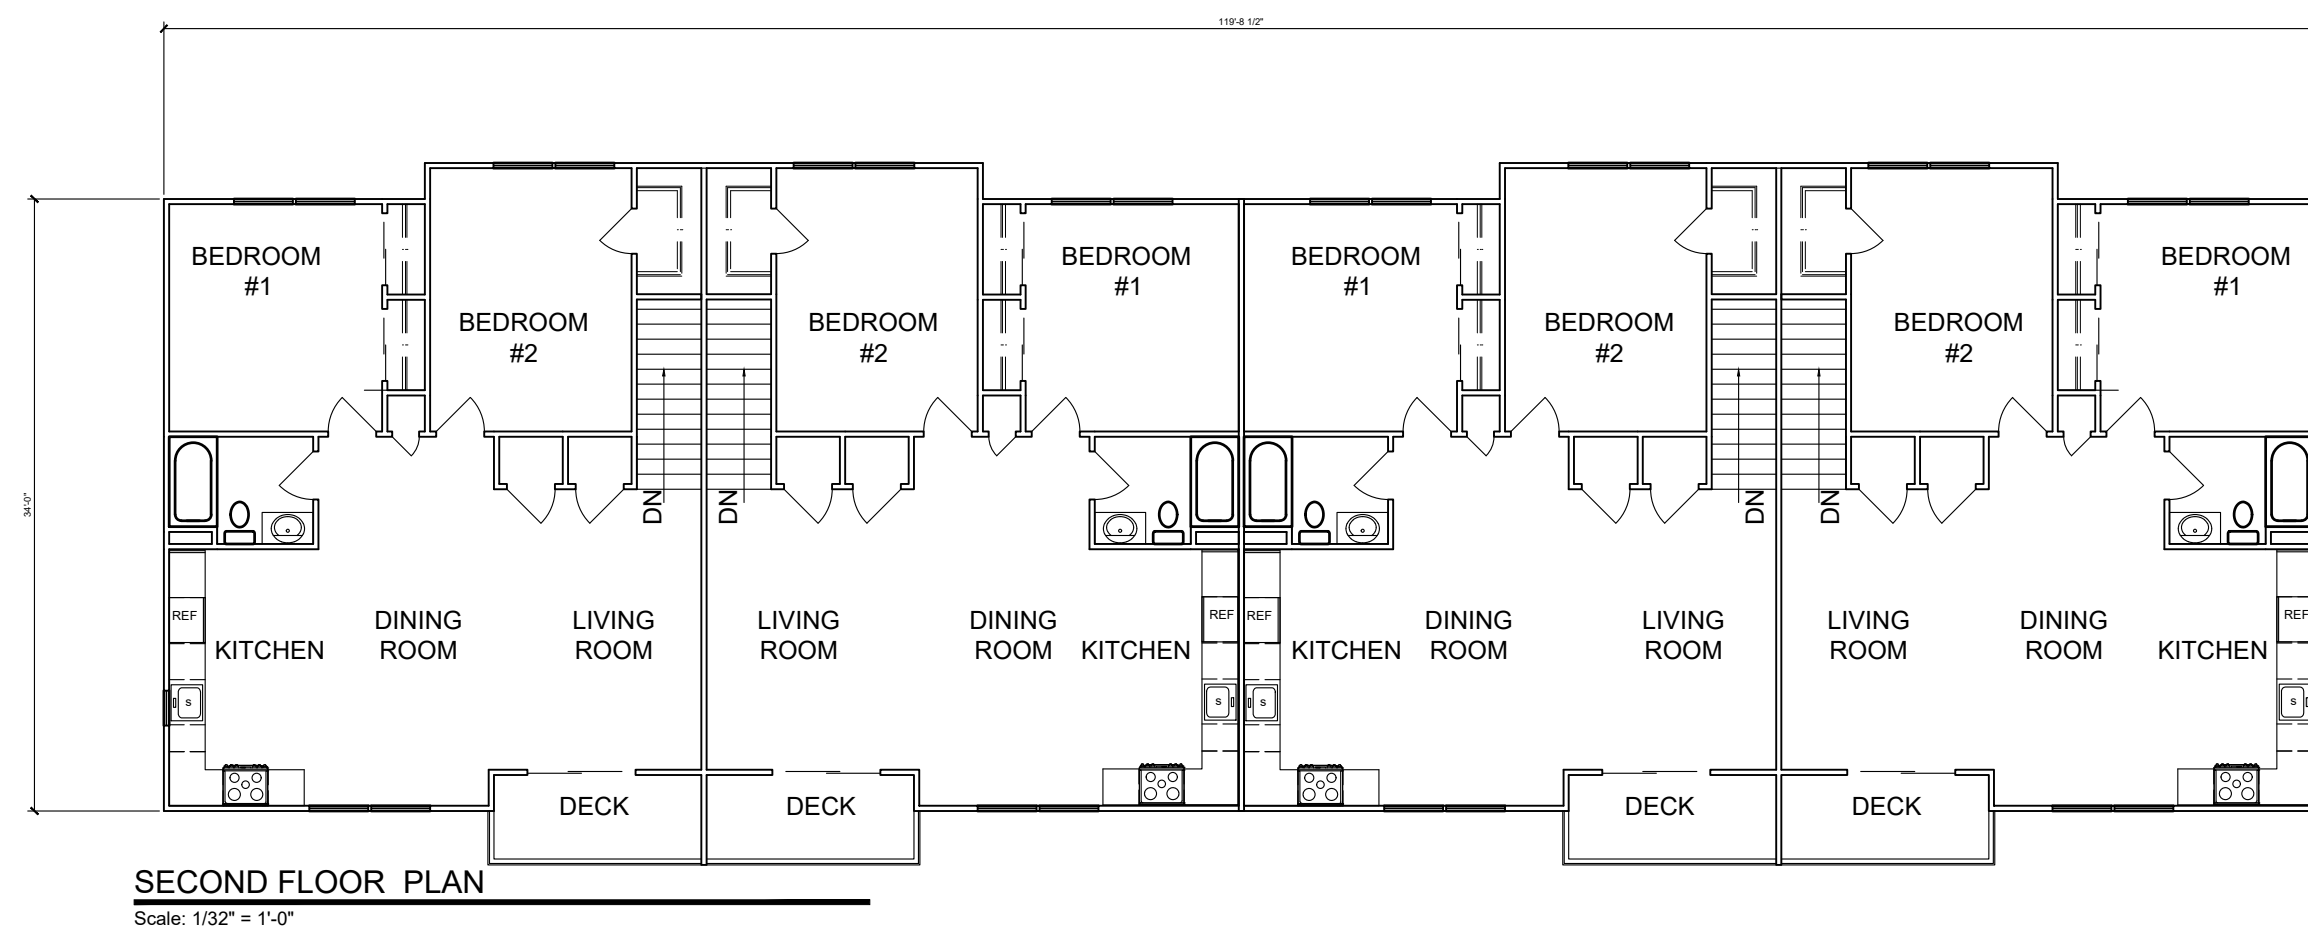 119'-8 1/2"
BEDROOM
#1
BEDROOM
#2
BEDROOM
#2
BEDROOM
#1
BEDROOM
#1
BEDROOM
#2
BEDROOM
#2
BEDROOM
#1
34'-0"
DN
DN
DN
DN
REF
KITCHEN
DINING
ROOM
LIVING
ROOM
LIVING
ROOM
DINING
ROOM
KITCHEN
REF
REF
KITCHEN
DINING
ROOM
LIVING
ROOM
LIVING
ROOM
DINING
ROOM
KITCHEN
REF
S
S
S
S
DECK
DECK
DECK
DECK
SECOND FLOOR PLAN
Scale: 1/32" = 1'-0"